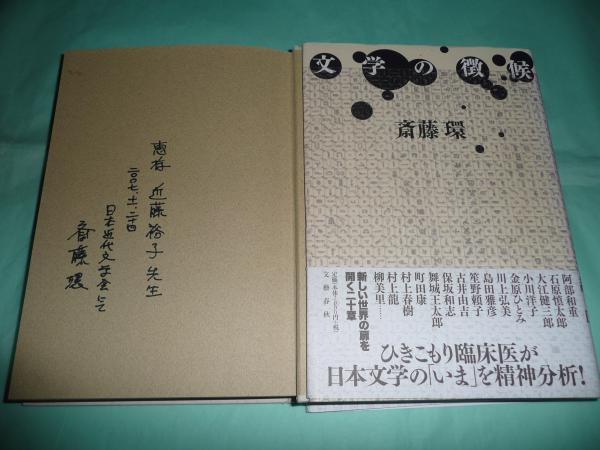 恵存 近藤裕子先生
二〇〇七.十一.二十四
日本近代文学会にて
斎藤環
文学の徴候
斎藤環
阿部和重
石原慎太郎
大江健三郎
小川洋子
金原ひとみ
川上弘美
島田雅彦
笙野頼子
古井由吉
保坂和志
舞城王太郎
町田康
村上春樹
村上龍
柳美里……
新しい世界の扉を
開く二十章
文藝春秋
ひきこもり臨床医が
日本文学の「いま」を精神分析!